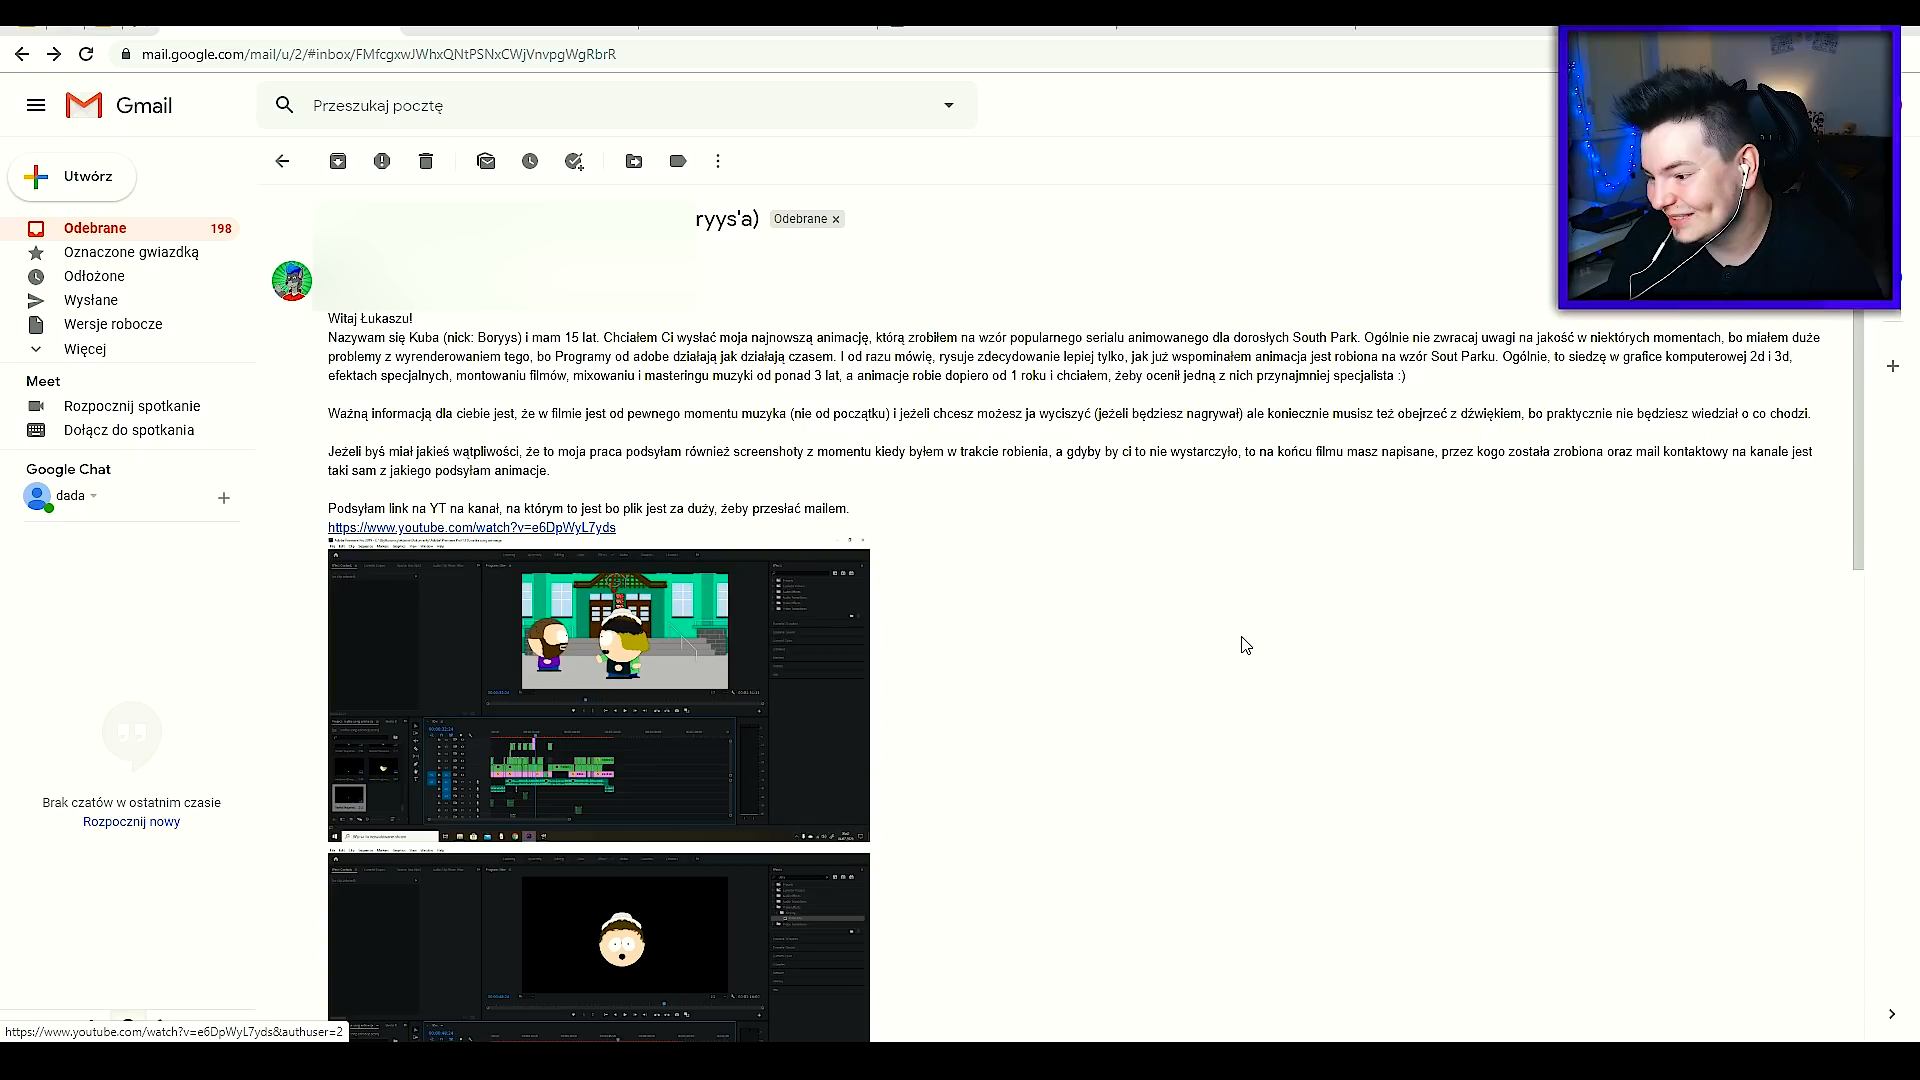 mail.google.com/mail/u/2/#inbox/FMfcgxwJWhxQNtPSNxCWjVnvpgWgRbrR
Gmail
Przeszukaj pocztę
Utwórz
Odebrane 198
Oznaczone gwiazdką
Odłożone
Wysłane
Wersje robocze
Więcej
Meet
Rozpocznij spotkanie
Dołącz do spotkania
Google Chat
dada
Brak czatów w ostatnim czasie
Rozpocznij nowy
ryys'a) Odebrane
Witaj Łukaszu!
Nazywam się Kuba (nick: Boryys) i mam 15 lat. Chciałem Ci wysłać moja najnowszą animację, którą zrobiłem na wzór popularnego serialu animowanego dla dorosłych South Park. Ogólnie nie zwracaj uwagi na jakość w niektórych momentach, bo miałem duże
problemy z wyrenderowaniem tego, bo Programy od adobe działają jak działają czasem. I od razu mówię, rysuje zdecydowanie lepiej tylko, jak już wspominałem animacja jest robiona na wzór Sout Parku. Ogólnie, to siedzę w grafice komputerowej 2d i 3d,
efektach specjalnych, montowaniu filmów, mixowaniu i masteringu muzyki od ponad 3 lat, a animacje robie dopiero od 1 roku i chciałem, żeby ocenił jedną z nich przynajmniej specjalista :)
Ważną informacją dla ciebie jest, że w filmie jest od pewnego momentu muzyka (nie od początku) i jeżeli chcesz możesz ja wyciszyć (jeżeli będziesz nagrywał) ale koniecznie musisz też obejrzeć z dźwiękiem, bo praktycznie nie będziesz wiedział o co chodzi.
Jeżeli byś miał jakieś wątpliwości, że to moja praca podsyłam również screenshoty z momentu kiedy byłem w trakcie robienia, a gdyby by ci to nie wystarczyło, to na końcu filmu masz napisane, przez kogo została zrobiona oraz mail kontaktowy na kanale jest
taki sam z jakiego podsyłam animacje.
Podsyłam link na YT na kanał, na którym to jest bo plik jest za duży, żeby przesłać mailem.
https://www.youtube.com/watch?v=e6DpWyL7yds
https://www.youtube.com/watch?v=e6DpWyL7yds&authuser=2